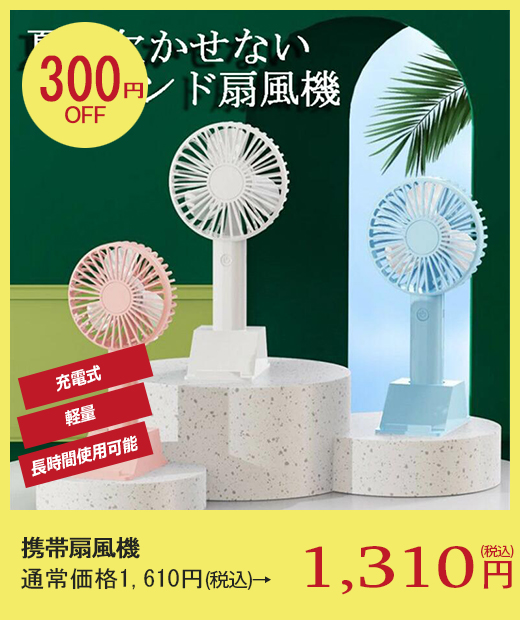 かせない
ンド扇風機
300円
OFF
充電式
軽量
長時間使用可能
携帯扇風機
通常価格1,610円(税込)→
1,310円(税込)